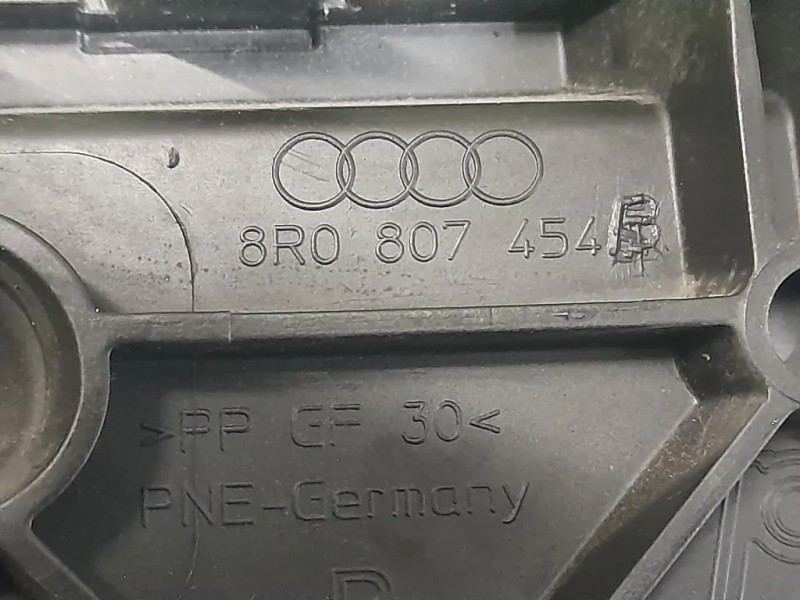 8R0 807 454
>PP GF 30<
PNE-Germany